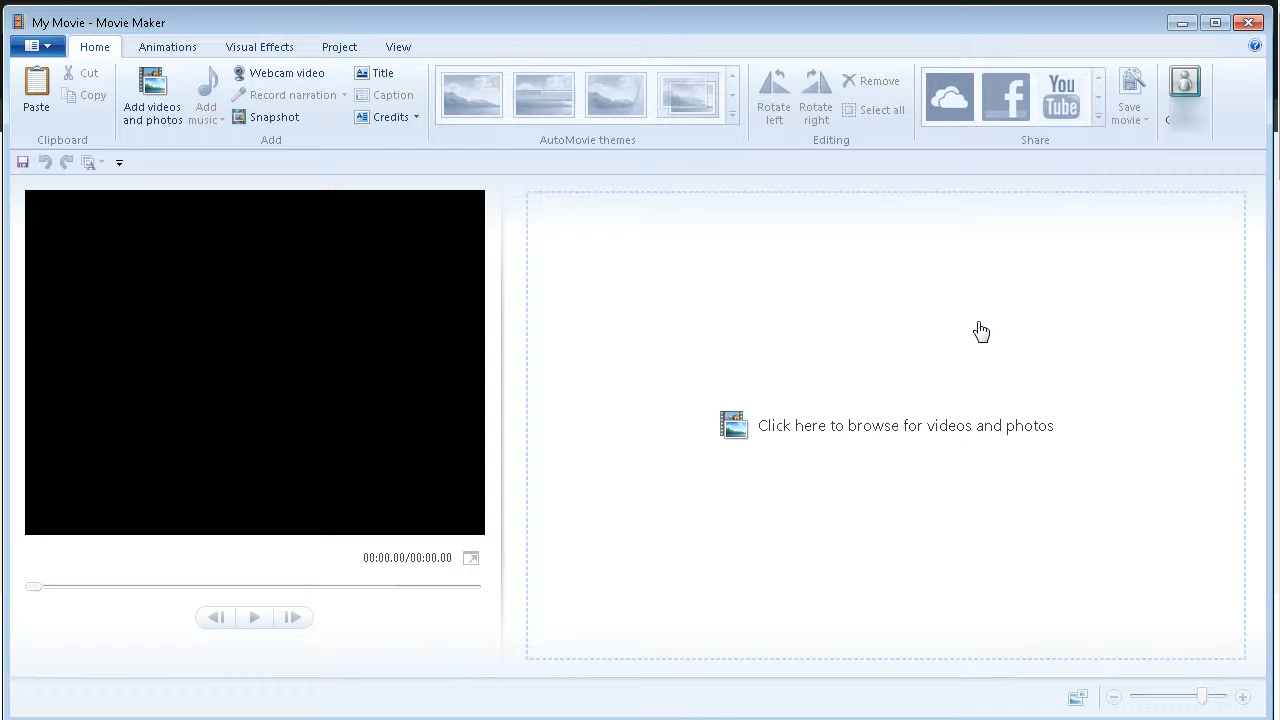 My Movie - Movie Maker
Home Animations Visual Effects Project View
Paste
Cut
Copy
Clipboard
Add videos
and photos
Add
music
Webcam video
Record narration
Snapshot
Title
Caption
Credits
Add
AutoMovie themes
Rotate
left
Rotate
right
Remove
Select all
Editing
You
Tube
Save
movie
Share
00:00.00/00:00.00
Click here to browse for videos and photos